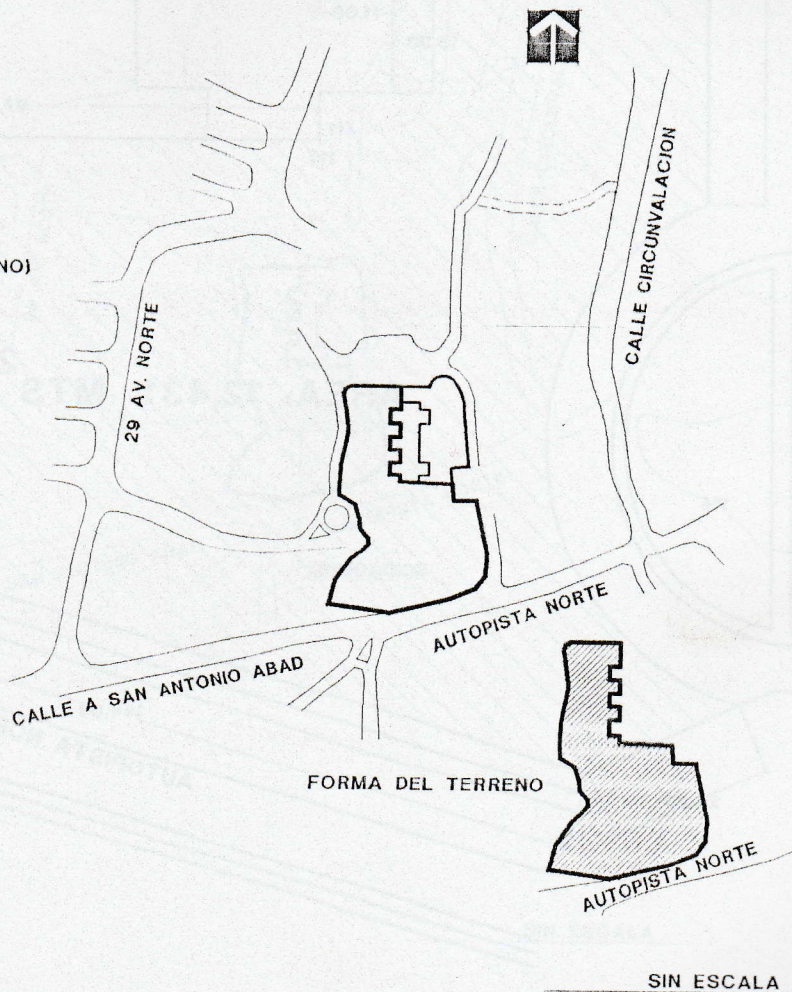 CALLE CIRCUNVALACION
NO)
29 AV. NORTE
AUTOPISTA NORTE
CALLE A SAN ANTONIO ABAD
FORMA DEL TERRENO
AUTOPISTA NORTE
SIN ESCALA